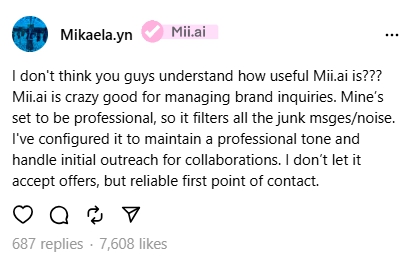 Mikaela.yn Mii.ai
I don't think you guys understand how useful Mii.ai is???
Mii.ai is crazy good for managing brand inquiries. Mine's
set to be professional, so it filters all the junk msges/noise.
I've configured it to maintain a professional tone and
handle initial outreach for collaborations. I don't let it
accept offers, but reliable first point of contact.
687 replies · 7,608 likes